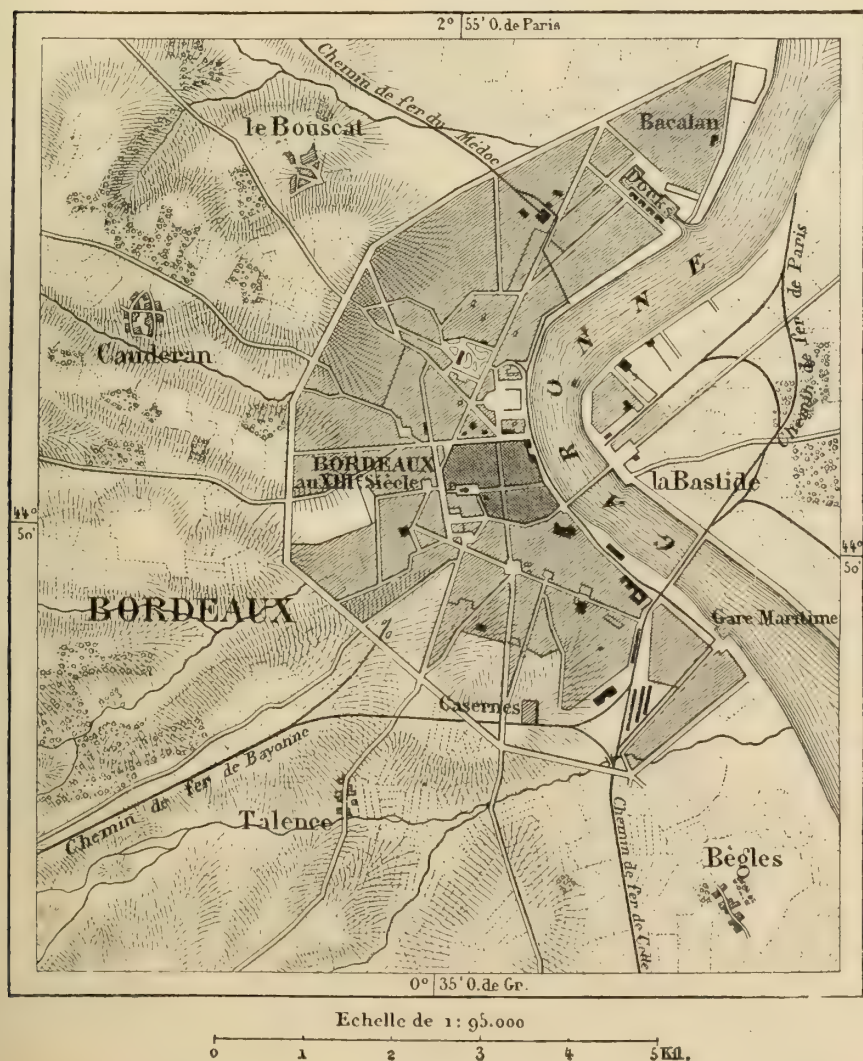 2° 55' O. de Paris
Chemin de fer du Médoc
le Bouscat
Bacalan
Docks
Chemin de fer de Paris
Cauderan
GARONNE
BORDEAUX
au XIIIe Siècle
la Bastide
44°
50'
44°
50'
BORDEAUX
Gare Maritime
Casernes
Chemin de fer de Bayonne
Talence
Chemin de fer de Cette
Bègles
0° 35' O. de Gr.
Echelle de 1: 95.000
0 1 2 3 4 5 Kil.